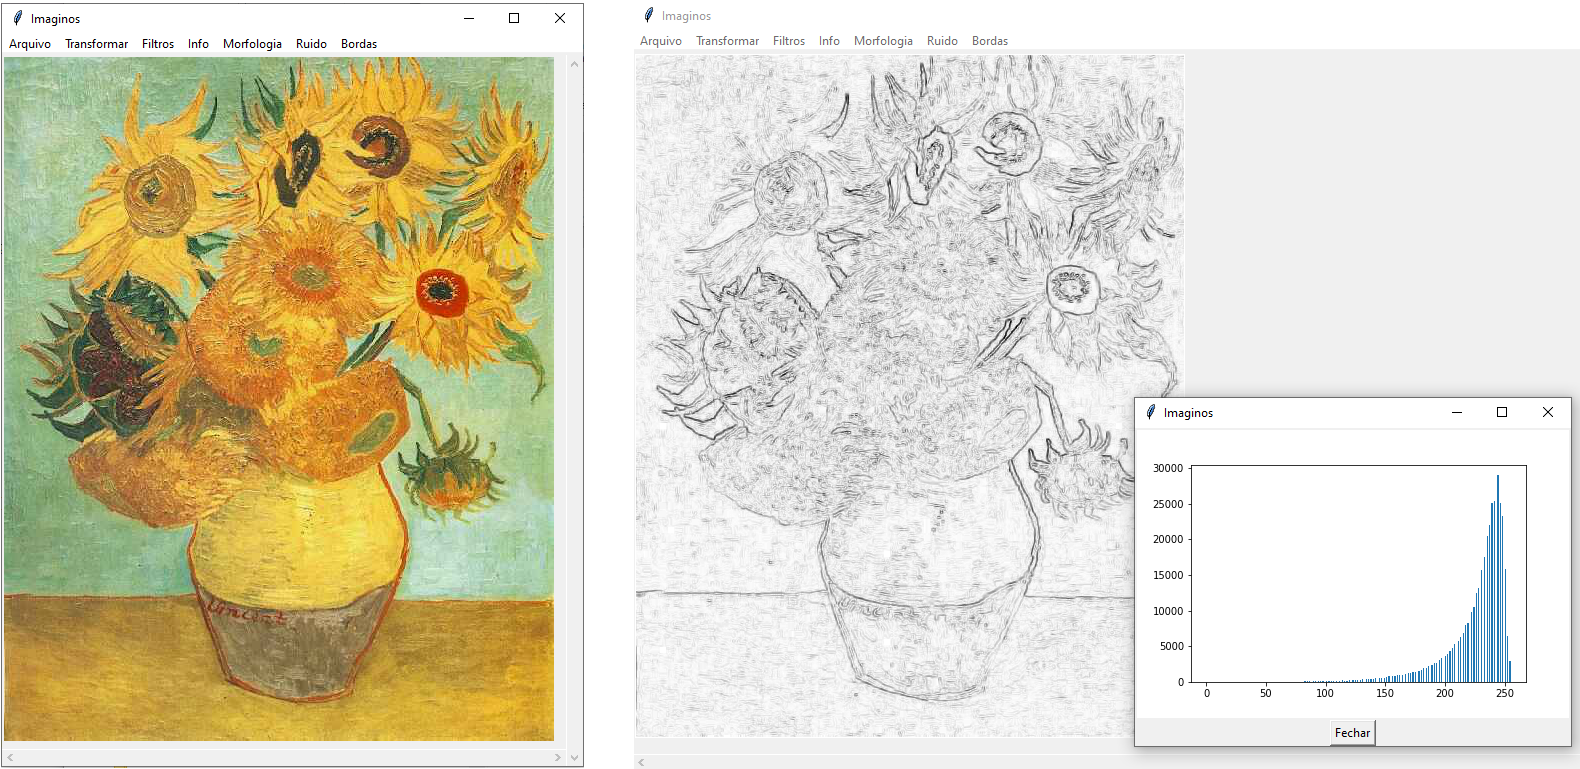 Imaginos
Arquivo Transformar Filtros Info Morfologia Ruido Bordas
Vincent
Imaginos
Arquivo Transformar Filtros Info Morfologia Ruido Bordas
Imaginos
30000
25000
20000
15000
10000
5000
0
0 50 100 150 200 250
Fechar